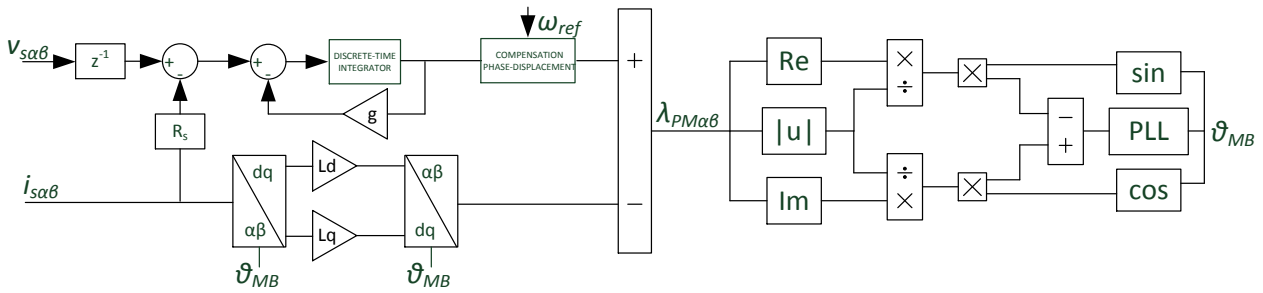 v_sαβ
z⁻¹
+
-
+
-
DISCRETE-TIME
INTEGRATOR
g
R_s
ω_ref
COMPENSATION
PHASE-DISPLACEMENT
i_sαβ
dq
αβ
ϑ_MB
Ld
Lq
αβ
dq
ϑ_MB
+
−
λ_PMαβ
Re
|u|
Im
×
÷
÷
×
×
×
−
+
sin
PLL
cos
ϑ_MB